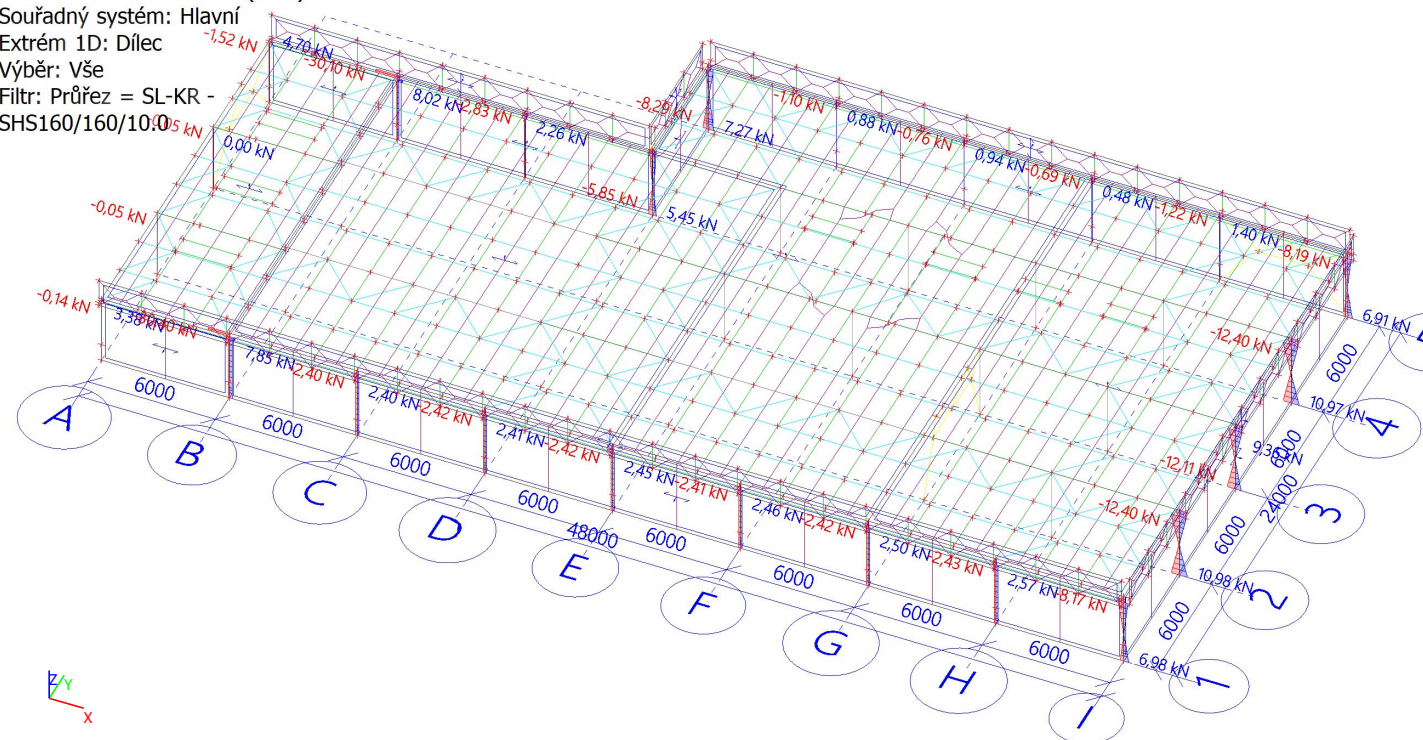 Souřadný systém: Hlavní
Extrém 1D: Dílec
Výběr: Vše
Filtr: Průřez = SL-KR -
SHS160/160/10.0
-1,52 kN
4,70 kN
-30,10 kN
8,02 kN
-2,83 kN
2,26 kN
-5,85 kN
5,45 kN
-8,29 kN
7,27 kN
-1,10 kN
0,88 kN
-0,76 kN
0,94 kN
-0,69 kN
0,48 kN
-1,22 kN
1,40 kN
-8,19 kN
6,91 kN
0,00 kN
-0,05 kN
-0,14 kN
3,38 kN
7,85 kN
-2,40 kN
2,40 kN
-2,42 kN
2,41 kN
-2,42 kN
2,45 kN
-2,41 kN
2,46 kN
-2,42 kN
2,50 kN
-2,43 kN
2,57 kN
-8,17 kN
6,98 kN
-12,40 kN
10,97 kN
-12,11 kN
-12,40 kN
10,98 kN
6000
6000
6000
6000
6000
6000
6000
6000
48000
6000
6000
6000
6000
24000
A
B
C
D
E
F
G
H
I
1
2
3
4
Z
Y
X